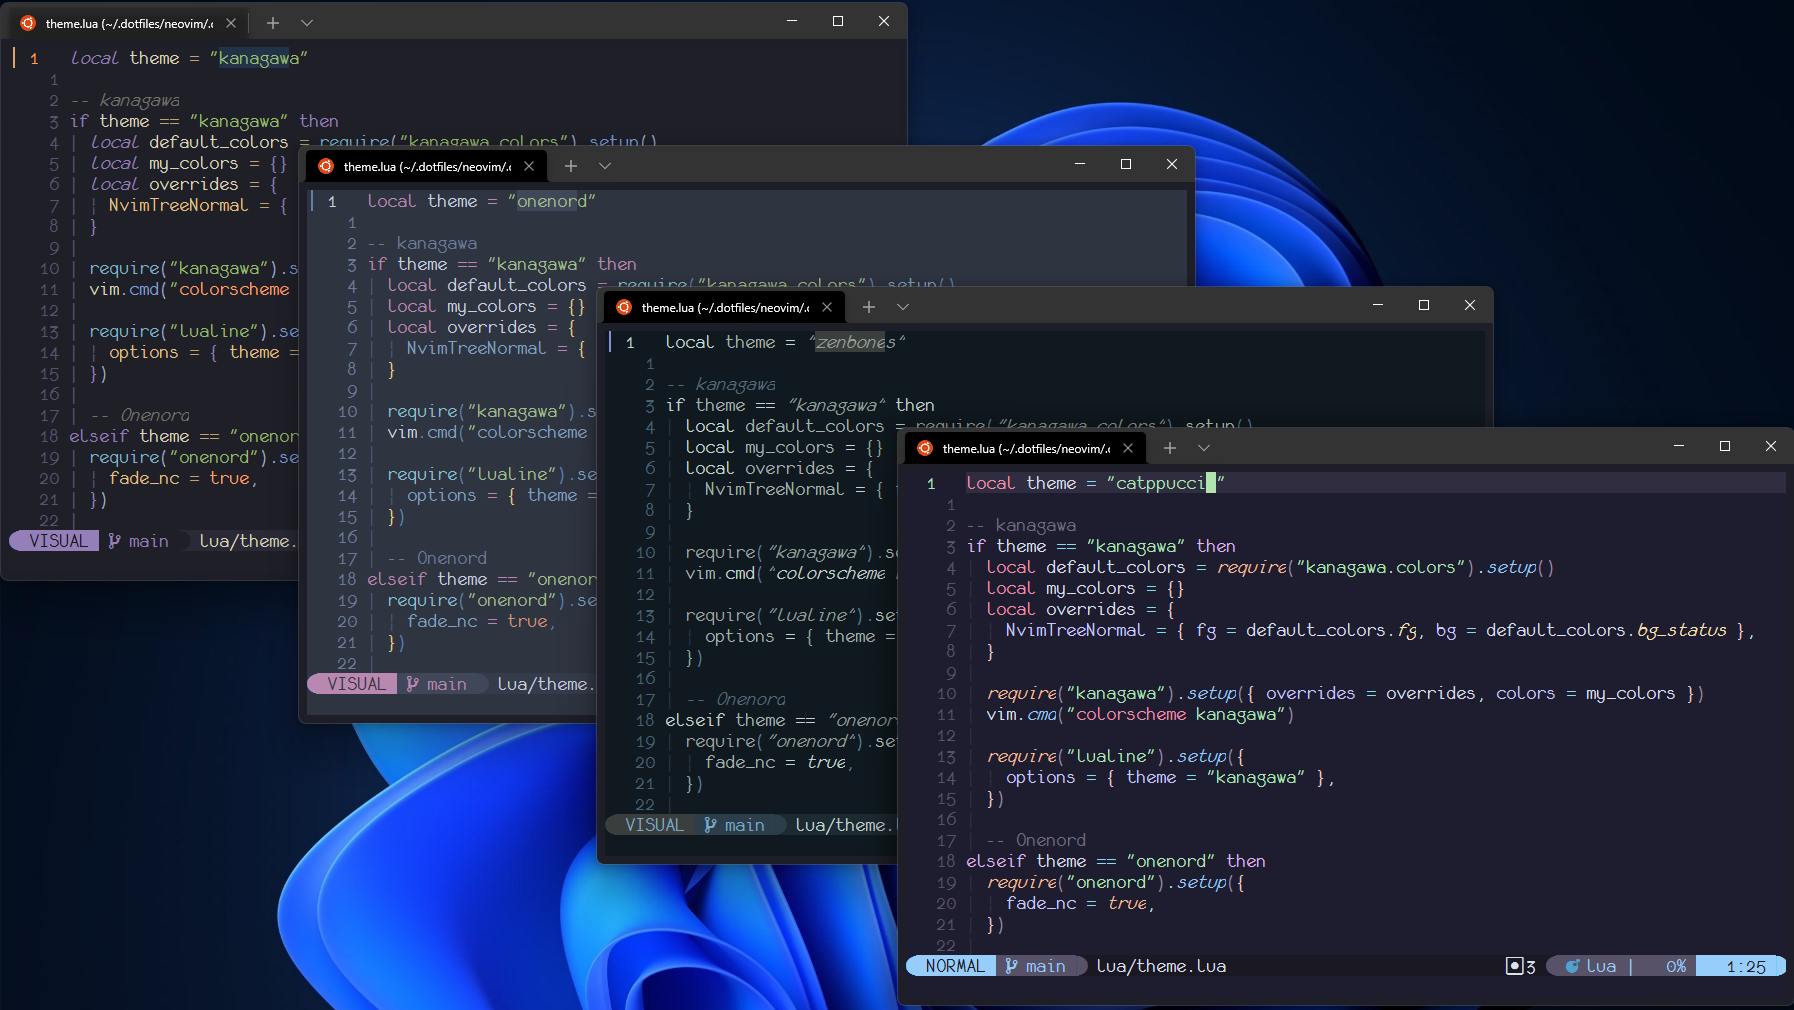 theme.lua (~/.dotfiles/neovim/.c
1 local theme = "kanagawa"
1
2 -- kanagawa
3 if theme == "kanagawa" then
4 local default_colors = require("kanagawa.colors").setup()
5 local my_colors = {}
6 local overrides = {
7 NvimTreeNormal = {
8 }
9
10 require("kanagawa").s
11 vim.cmd("colorscheme
12
13 require("lualine").se
14 options = { theme =
15 })
16
17 -- Onenord
18 elseif theme == "onenor
19 require("onenord").se
20 fade_nc = true,
21 })
22
VISUAL main lua/theme.
theme.lua (~/.dotfiles/neovim/.c
1 local theme = "onenord"
1
2 -- kanagawa
3 if theme == "kanagawa" then
4 local default_colors = require("kanagawa.colors").setup()
5 local my_colors = {}
6 local overrides = {
7 NvimTreeNormal = {
8 }
9
10 require("kanagawa").s
11 vim.cmd("colorscheme
12
13 require("lualine").se
14 options = { theme =
15 })
16
17 -- Onenord
18 elseif theme == "onenor
19 require("onenord").se
20 fade_nc = true,
21 })
22
VISUAL main lua/theme.
theme.lua (~/.dotfiles/neovim/.c
1 local theme = "zenbones"
1
2 -- kanagawa
3 if theme == "kanagawa" then
4 local default_colors = require("kanagawa.colors").setup()
5 local my_colors = {}
6 local overrides = {
7 NvimTreeNormal = {
8 }
9
10 require("kanagawa").se
11 vim.cmd("colorscheme
12
13 require("lualine").se
14 options = { theme =
15 })
16
17 -- Onenord
18 elseif theme == "onenor
19 require("onenord").se
20 fade_nc = true,
21 })
22
VISUAL main lua/theme.
theme.lua (~/.dotfiles/neovim/.c
1 local theme = "catppucci"
1
2 -- kanagawa
3 if theme == "kanagawa" then
4 local default_colors = require("kanagawa.colors").setup()
5 local my_colors = {}
6 local overrides = {
7 NvimTreeNormal = { fg = default_colors.fg, bg = default_colors.bg_status },
8 }
9
10 require("kanagawa").setup({ overrides = overrides, colors = my_colors })
11 vim.cmd("colorscheme kanagawa")
12
13 require("lualine").setup({
14 options = { theme = "kanagawa" },
15 })
16
17 -- Onenord
18 elseif theme == "onenord" then
19 require("onenord").setup({
20 fade_nc = true,
21 })
22
NORMAL main lua/theme.lua 3 lua | 0% 1:25